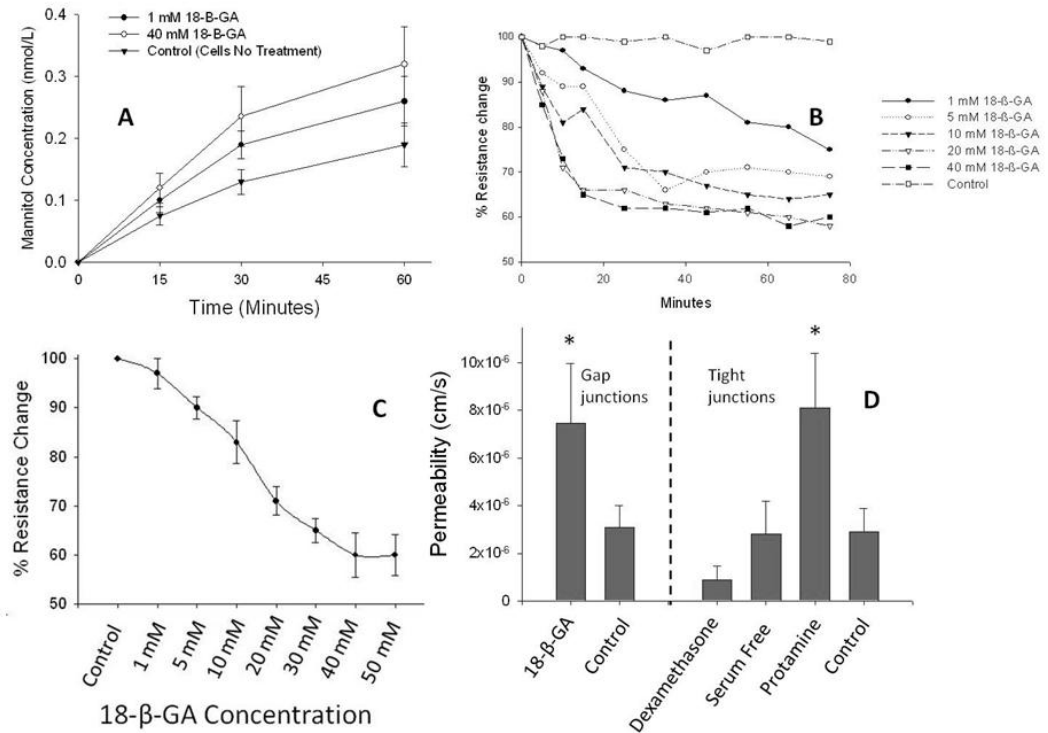 1 mM 18-B-GA
40 mM 18-B-GA
Control (Cells No Treatment)
A
Mannitol Concentration (nmol/L)
0.4
0.3
0.2
0.1
0.0
0 15 30 45 60
Time (Minutes)
B
% Resistance change
100
90
80
70
60
50
0 20 40 60 80
Minutes
1 mM 18-ß-GA
5 mM 18-ß-GA
10 mM 18-ß-GA
20 mM 18-ß-GA
40 mM 18-ß-GA
Control
C
% Resistance Change
100
90
80
70
60
50
Control 1 mM 5 mM 10 mM 20 mM 30 mM 40 mM 50 mM
18-β-GA Concentration
D
Permeability (cm/s)
10x10-6
8x10-6
6x10-6
4x10-6
2x10-6
0
* *
Gap
junctions
Tight
junctions
18-β-GA Control Dexamethasone Serum Free Protamine Control